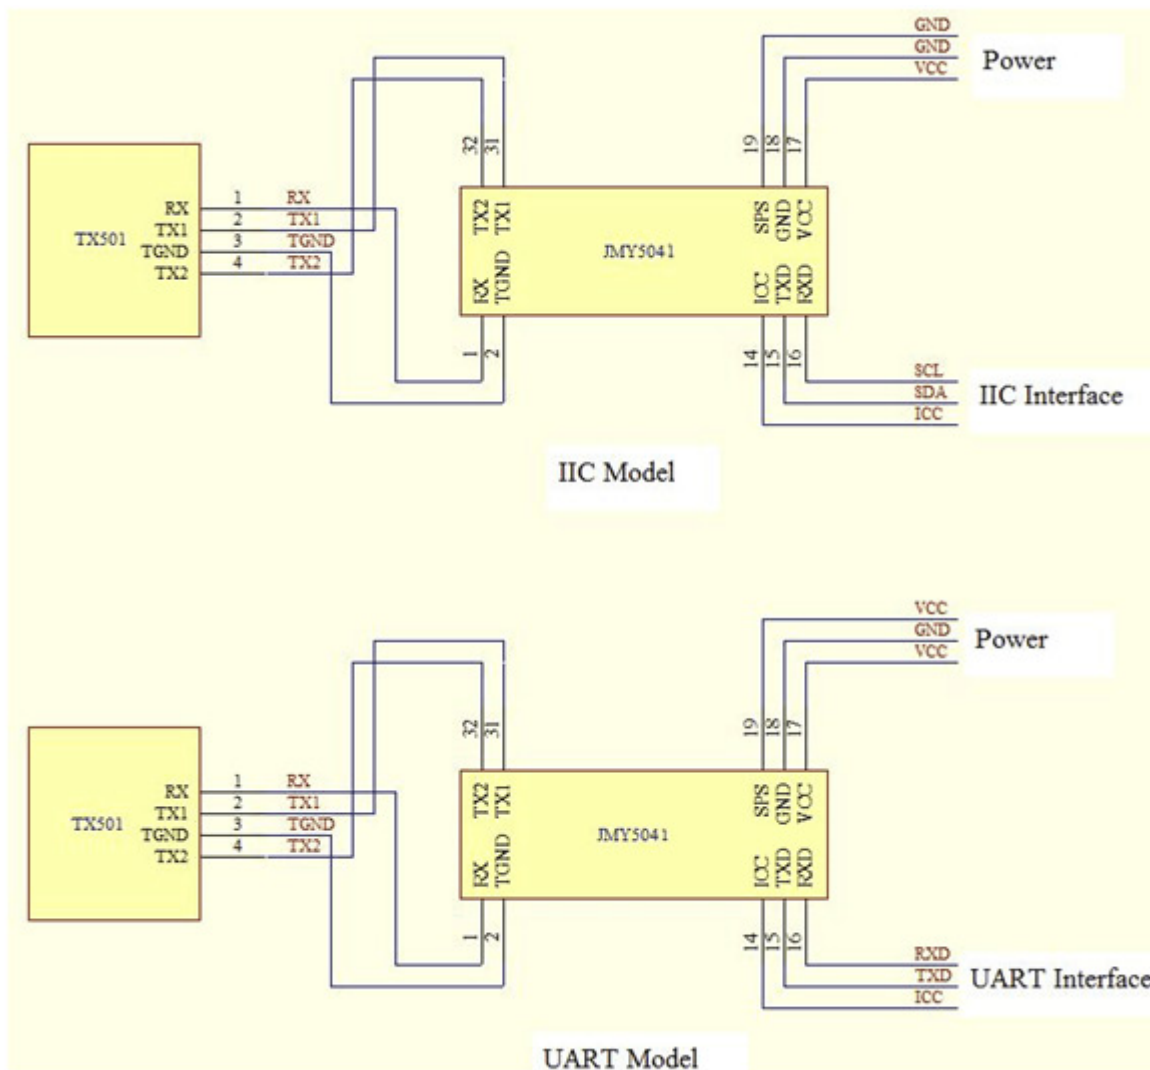 GND
GND
VCC
Power
19
18
17
32
31
TX501
RX
TX1
TGND
TX2
1
2
3
4
RX
TX1
TGND
TX2
TX2
TX1
RX
TGND
JMY5041
SPS
GND
VCC
ICC
TXD
RXD
1
2
14
15
16
SCL
SDA
ICC
IIC Interface
IIC Model
VCC
GND
VCC
Power
19
18
17
32
31
TX501
RX
TX1
TGND
TX2
1
2
3
4
RX
TX1
TGND
TX2
TX2
TX1
RX
TGND
JMY5041
SPS
GND
VCC
ICC
TXD
RXD
1
2
14
15
16
RXD
TXD
ICC
UART Interface
UART Model